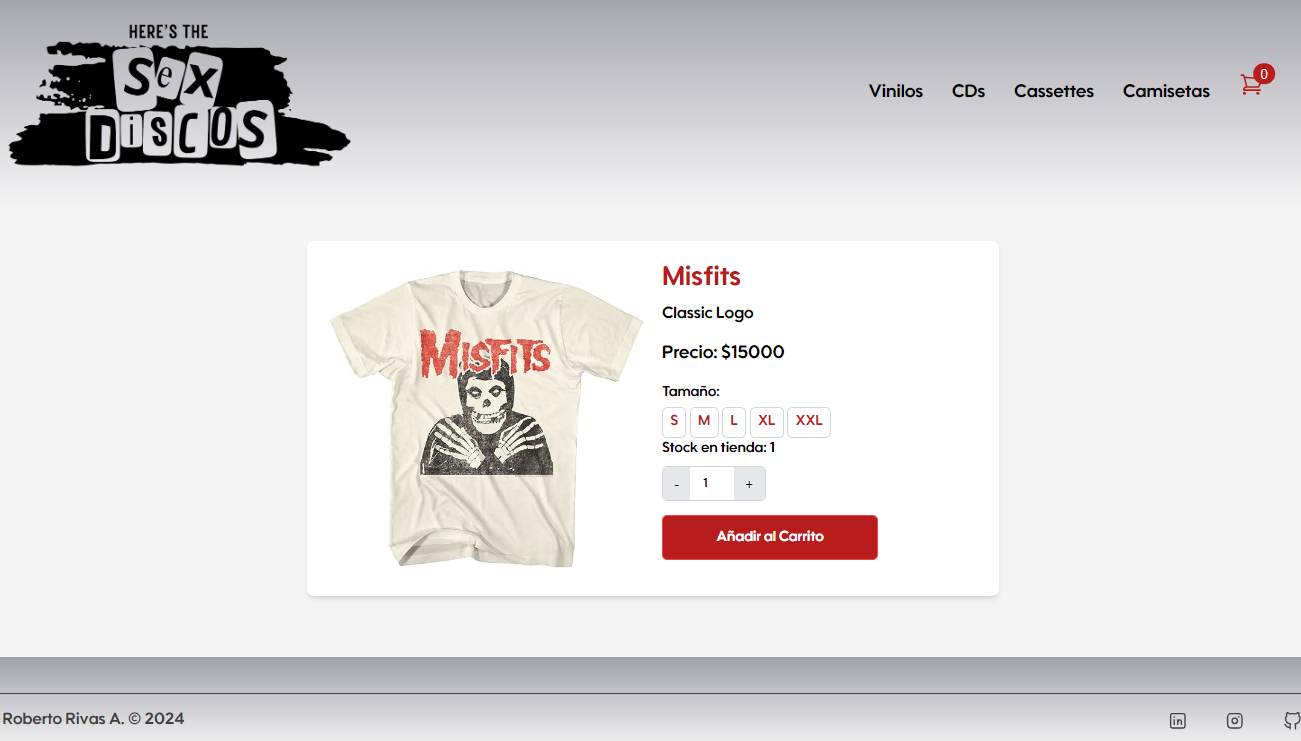 HERE'S THE
SeX
DiSCOS
Vinilos CDs Cassettes Camisetas 0
Misfits
Classic Logo
Precio: $15000
Tamaño:
S M L XL XXL
Stock en tienda: 1
- 1 +
Añadir al Carrito
MISFITS
Roberto Rivas A. © 2024
in